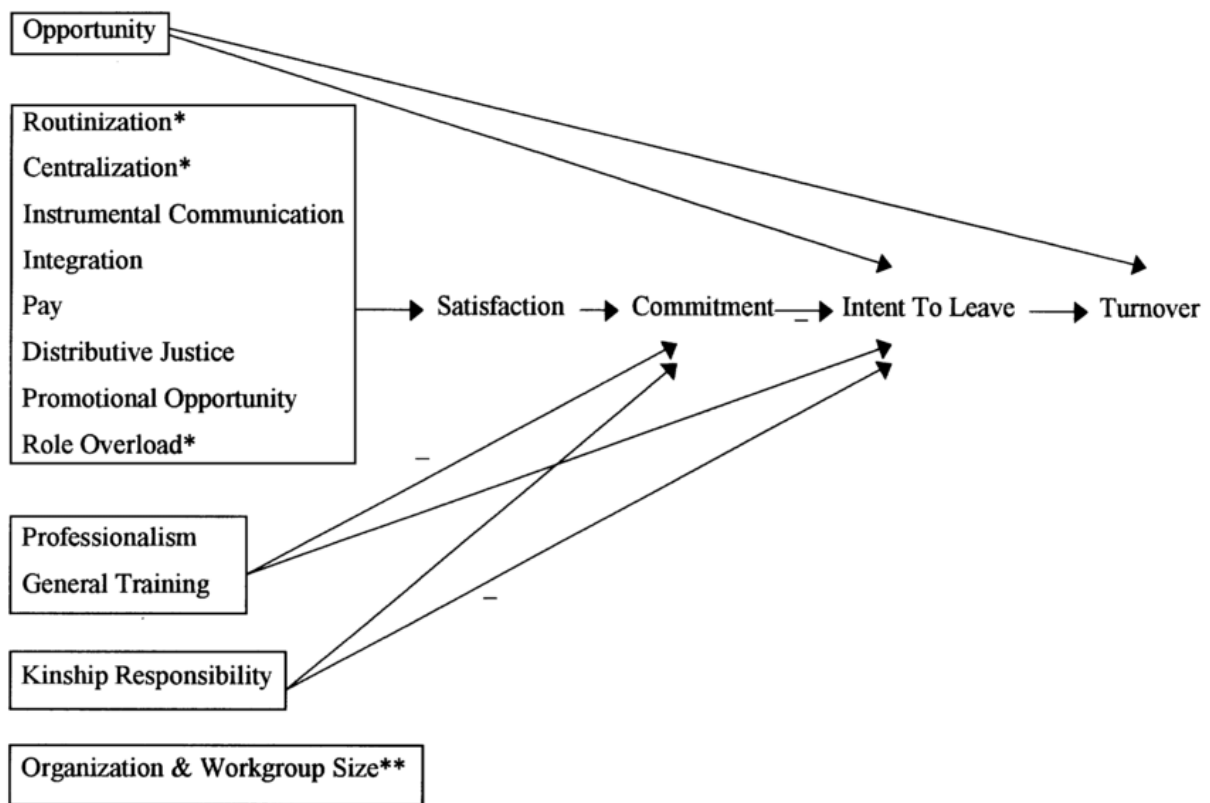 Opportunity
Routinization*
Centralization*
Instrumental Communication
Integration
Pay
Distributive Justice
Promotional Opportunity
Role Overload*
Satisfaction
Commitment
–
Intent To Leave
Turnover
–
Professionalism
General Training
–
Kinship Responsibility
Organization & Workgroup Size**